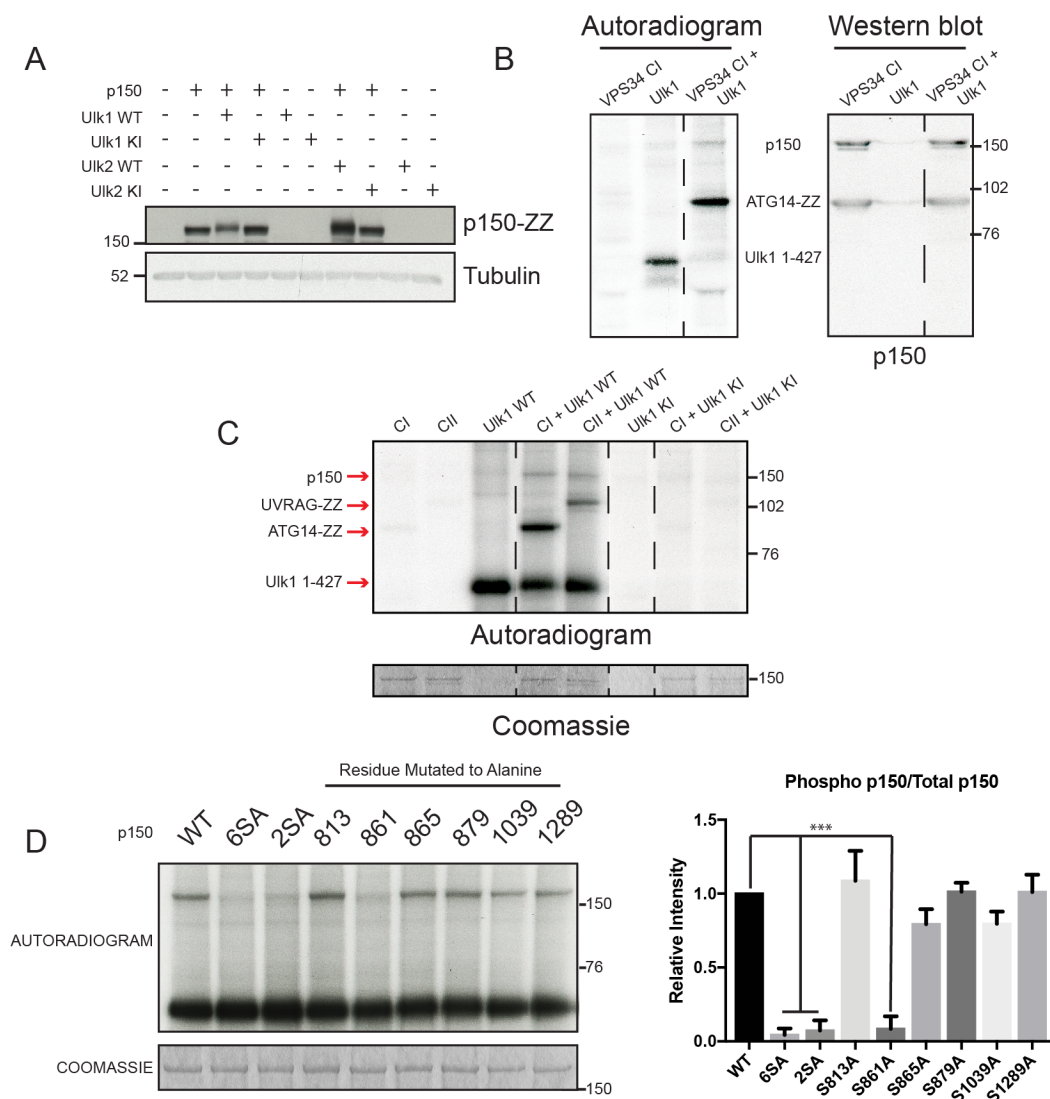 A
p150 - + + + - - + + - -
Ulk1 WT - - + - + - - - - -
Ulk1 KI - - - + - + - - - -
Ulk2 WT - - - - - - + - + -
Ulk2 KI - - - - - - - + - +
p150-ZZ
150
52
Tubulin
B
Autoradiogram
Western blot
VPS34 CI
Ulk1
VPS34 CI +
Ulk1
VPS34 CI
Ulk1
VPS34 CI +
Ulk1
p150
ATG14-ZZ
Ulk1 1-427
150
102
76
p150
C
CI
CII
Ulk1 WT
CI + Ulk1 WT
CII + Ulk1 WT
Ulk1 KI
CI + Ulk1 KI
CII + Ulk1 KI
p150
UVRAG-ZZ
ATG14-ZZ
Ulk1 1-427
150
102
76
Autoradiogram
150
Coomassie
D
Residue Mutated to Alanine
p150 WT 6SA 2SA 813 861 865 879 1039 1289
AUTORADIOGRAM
150
76
COOMASSIE
150
Phospho p150/Total p150
Relative Intensity
1.5
1.0
0.5
0.0
***
WT
6SA
2SA
S813A
S861A
S865A
S879A
S1039A
S1289A